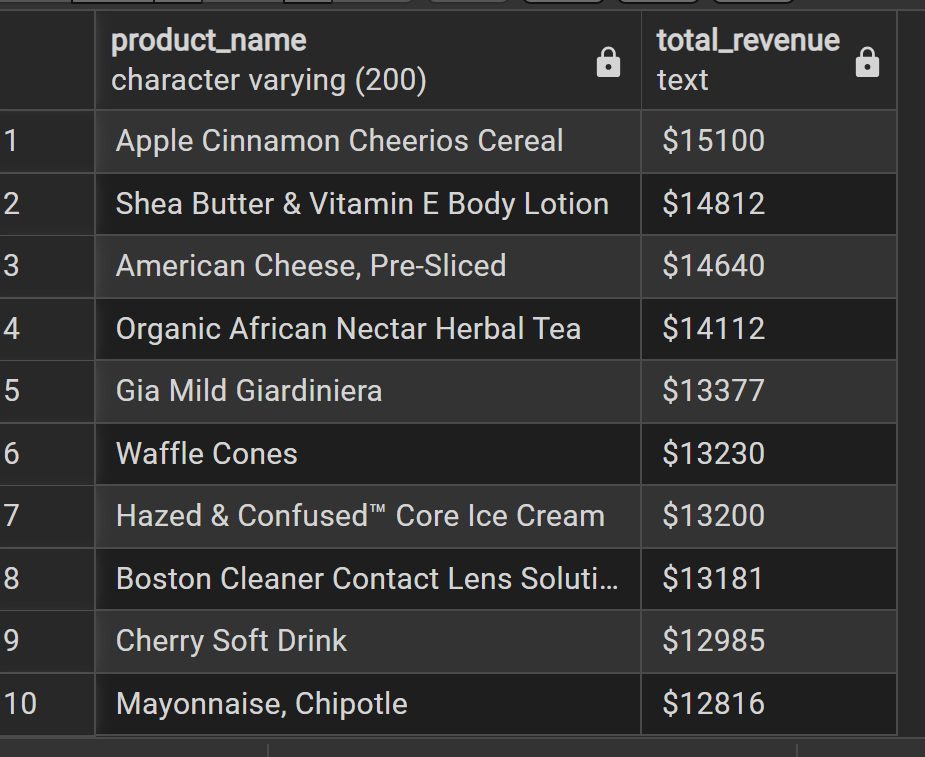 product_name total_revenue
character varying (200) text
1 Apple Cinnamon Cheerios Cereal $15100
2 Shea Butter & Vitamin E Body Lotion $14812
3 American Cheese, Pre-Sliced $14640
4 Organic African Nectar Herbal Tea $14112
5 Gia Mild Giardiniera $13377
6 Waffle Cones $13230
7 Hazed & Confused™ Core Ice Cream $13200
8 Boston Cleaner Contact Lens Soluti... $13181
9 Cherry Soft Drink $12985
10 Mayonnaise, Chipotle $12816